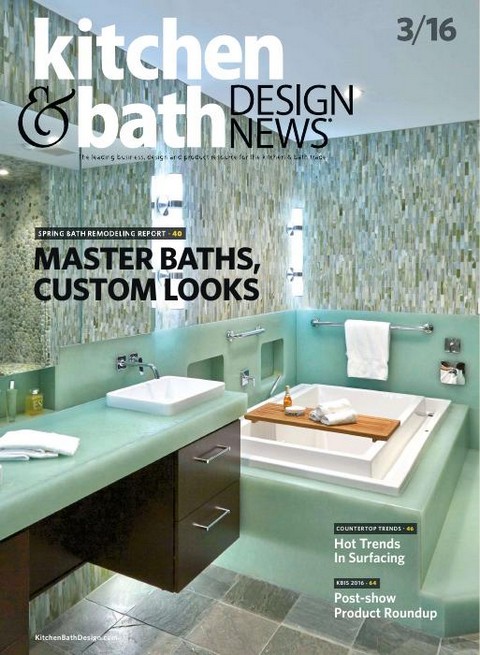 3/16
kitchen
& bath DESIGN
NEWS®
The leading business, design and product resource for the kitchen & bath trade
SPRING BATH REMODELING REPORT · 40
MASTER BATHS,
CUSTOM LOOKS
COUNTERTOP TRENDS · 46
Hot Trends
In Surfacing
KBIS 2016 · 64
Post-show
Product Roundup
KitchenBathDesign.com